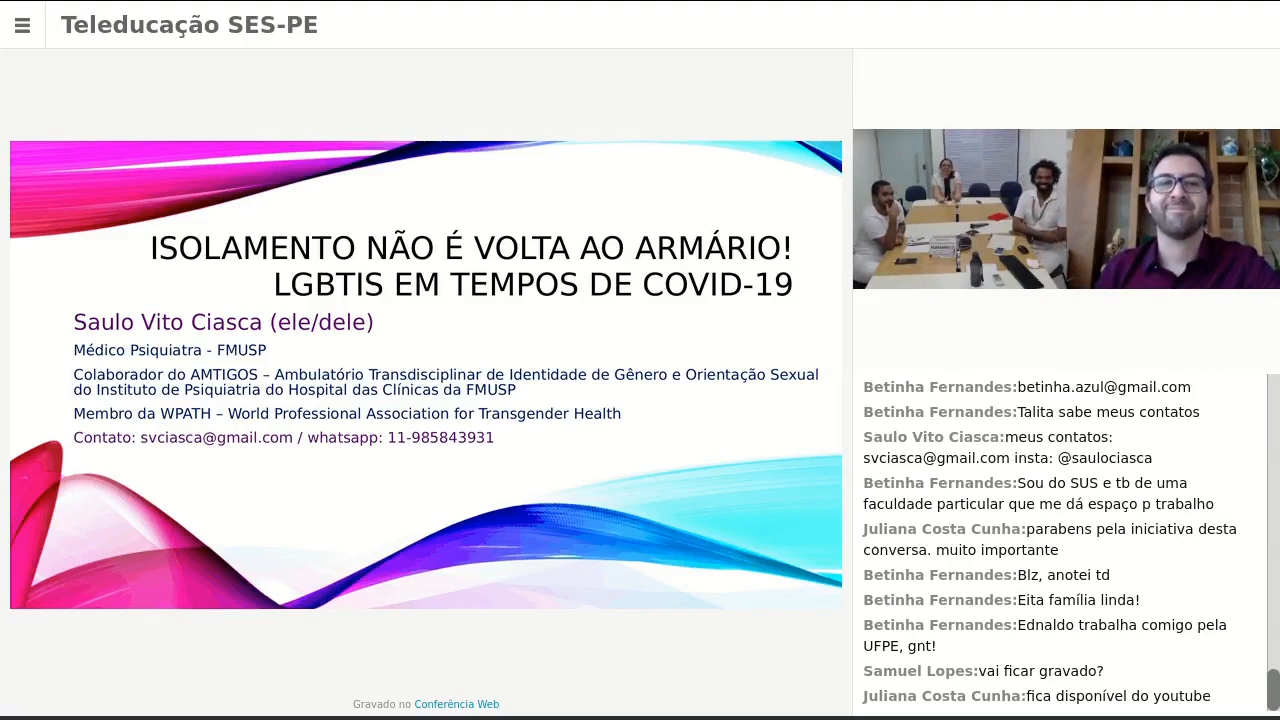 Teleducação SES-PE
ISOLAMENTO NÃO É VOLTA AO ARMÁRIO!
LGBTIS EM TEMPOS DE COVID-19
Saulo Vito Ciasca (ele/dele)
Médico Psiquiatra - FMUSP
Colaborador do AMTIGOS – Ambulatório Transdisciplinar de Identidade de Gênero e Orientação Sexual
do Instituto de Psiquiatria do Hospital das Clínicas da FMUSP
Membro da WPATH – World Professional Association for Transgender Health
Contato: svciasca@gmail.com / whatsapp: 11-985843931
Gravado no Conferência Web
Betinha Fernandes:betinha.azul@gmail.com
Betinha Fernandes:Talita sabe meus contatos
Saulo Vito Ciasca:meus contatos:
svciasca@gmail.com insta: @saulociasca
Betinha Fernandes:Sou do SUS e tb de uma
faculdade particular que me dá espaço p trabalho
Juliana Costa Cunha:parabens pela iniciativa desta
conversa. muito importante
Betinha Fernandes:Blz, anotei td
Betinha Fernandes:Eita família linda!
Betinha Fernandes:Ednaldo trabalha comigo pela
UFPE, gnt!
Samuel Lopes:vai ficar gravado?
Juliana Costa Cunha:fica disponível do youtube